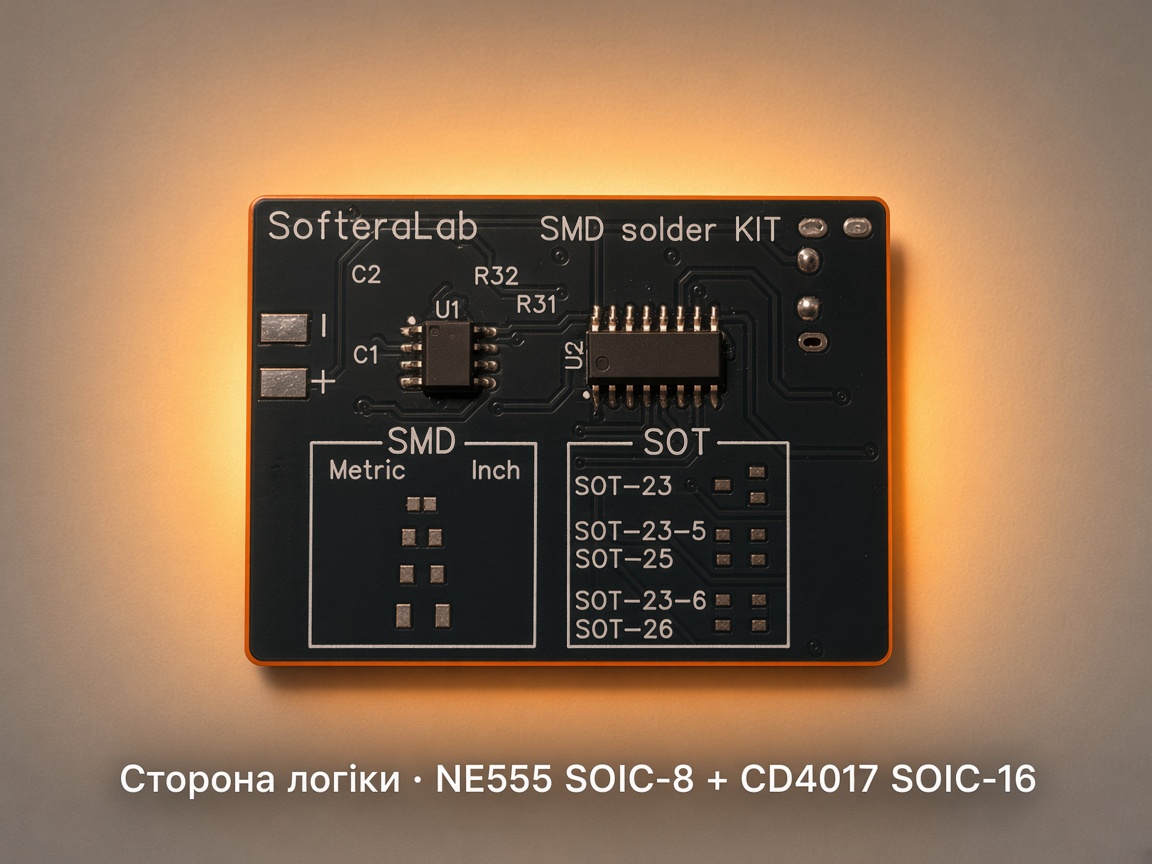 SofteraLab
SMD solder KIT
C2
R32
U1
R31
C1
U2
–
+
SMD
Metric Inch
SOT
SOT-23
SOT-23-5
SOT-25
SOT-23-6
SOT-26
Сторона логіки · NE555 SOIC-8 + CD4017 SOIC-16